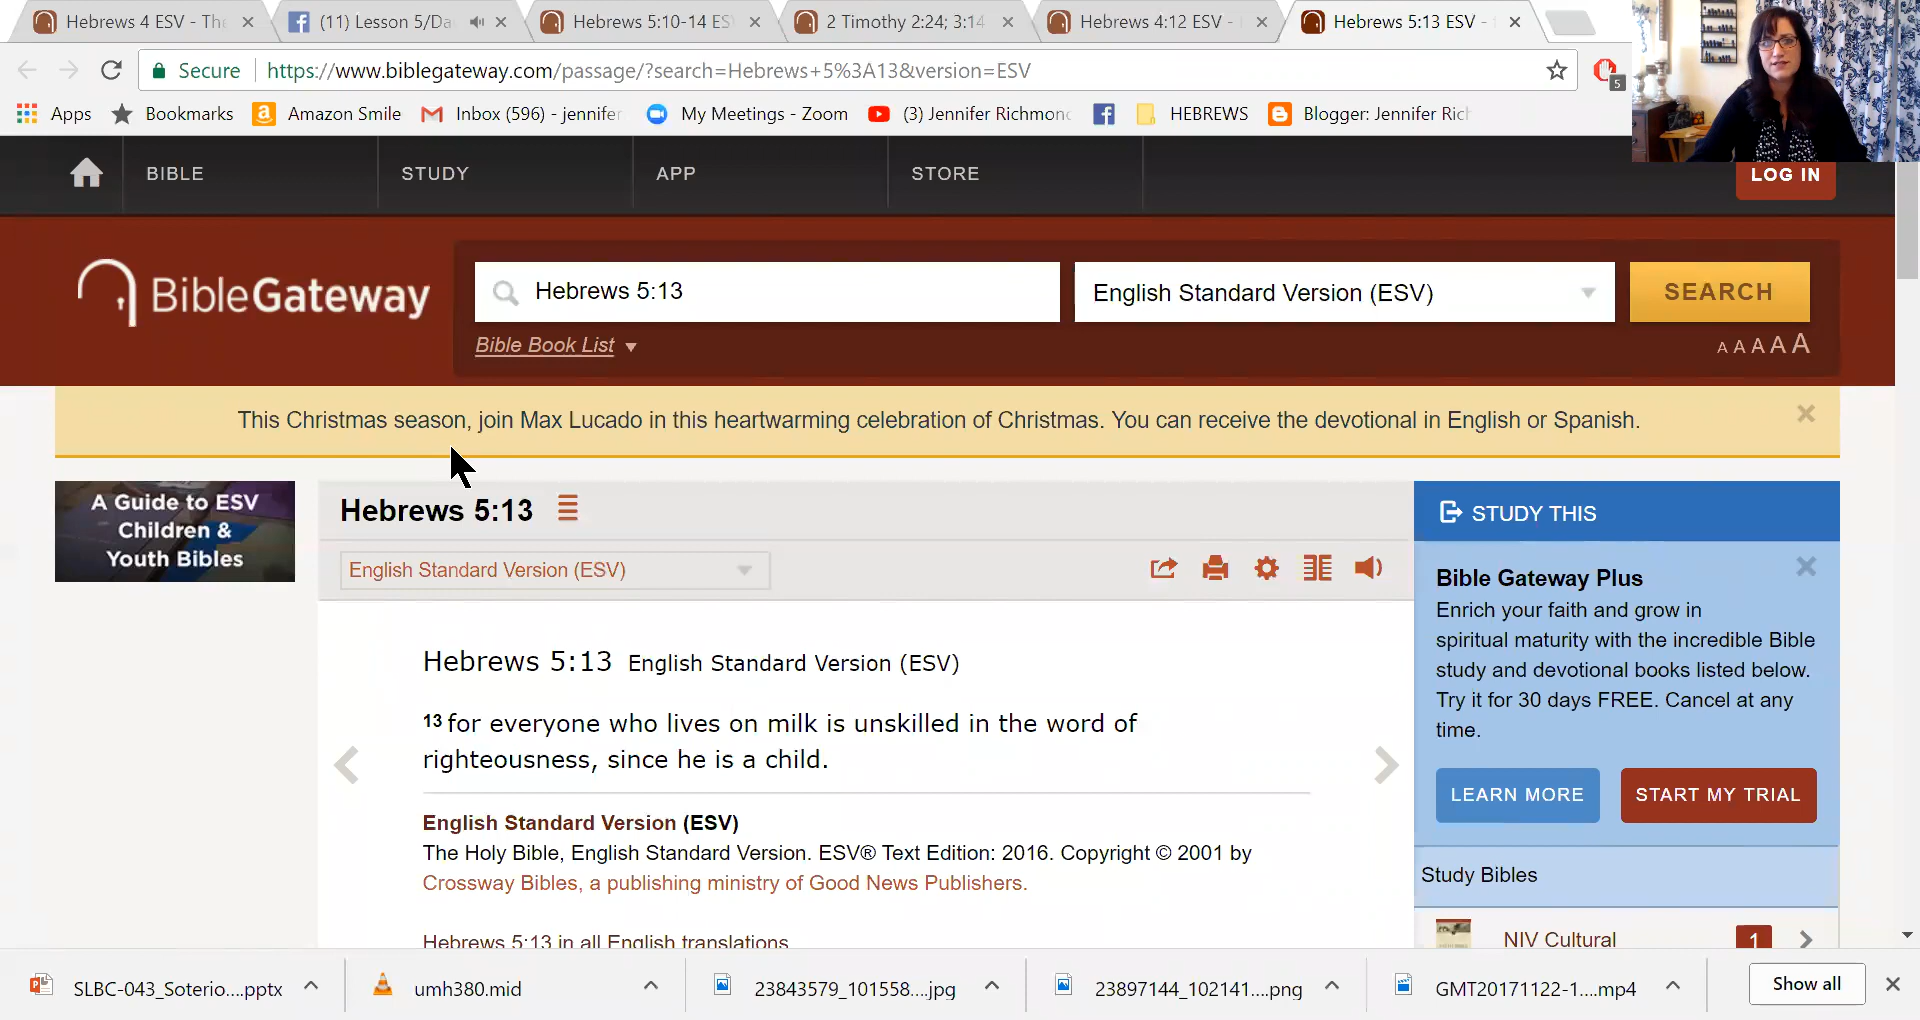 Hebrews 4 ESV - The
(11) Lesson 5/Da
Hebrews 5:10-14 ES
2 Timothy 2:24; 3:14
Hebrews 4:12 ESV -
Hebrews 5:13 ESV -
Secure
https://www.biblegateway.com/passage/?search=Hebrews+5%3A13&version=ESV
5
Apps
Bookmarks
Amazon Smile
Inbox (596) - jennifer
My Meetings - Zoom
(3) Jennifer Richmon
HEBREWS
Blogger: Jennifer Ric
BIBLE
STUDY
APP
STORE
LOG IN
BibleGateway
Hebrews 5:13
English Standard Version (ESV)
SEARCH
Bible Book List
A A A A A
This Christmas season, join Max Lucado in this heartwarming celebration of Christmas. You can receive the devotional in English or Spanish.
A Guide to ESV
Children &
Youth Bibles
Hebrews 5:13
English Standard Version (ESV)
Hebrews 5:13 English Standard Version (ESV)
13 for everyone who lives on milk is unskilled in the word of
righteousness, since he is a child.
English Standard Version (ESV)
The Holy Bible, English Standard Version. ESV® Text Edition: 2016. Copyright © 2001 by
Crossway Bibles, a publishing ministry of Good News Publishers.
Hebrews 5:13 in all English translations
STUDY THIS
Bible Gateway Plus
Enrich your faith and grow in
spiritual maturity with the incredible Bible
study and devotional books listed below.
Try it for 30 days FREE. Cancel at any
time.
LEARN MORE
START MY TRIAL
Study Bibles
NIV Cultural
1
SLBC-043_Soterio....pptx
umh380.mid
23843579_101558....jpg
23897144_102141....png
GMT20171122-1....mp4
Show all